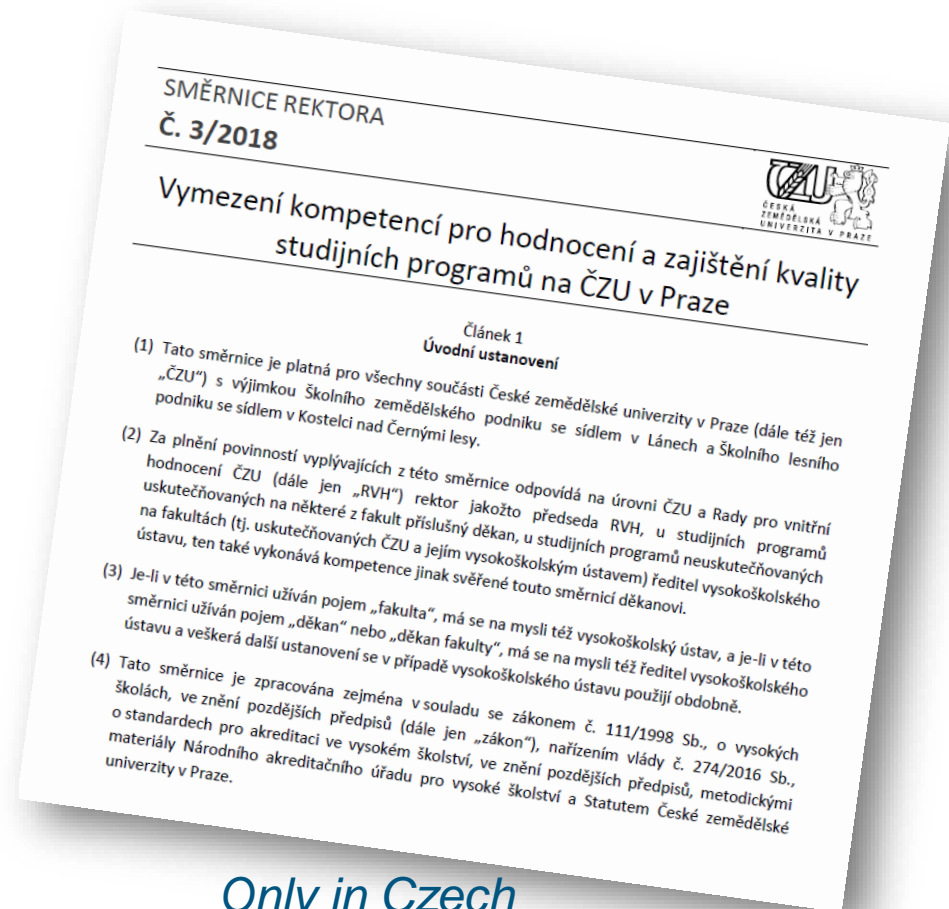 SMĚRNICE REKTORA
Č. 3/2018
ČZU
ČESKÁ
ZEMĚDĚLSKÁ
UNIVERZITA V PRAZE
Vymezení kompetencí pro hodnocení a zajištění kvality
studijních programů na ČZU v Praze
Článek 1
Úvodní ustanovení
(1) Tato směrnice je platná pro všechny součásti České zemědělské univerzity v Praze (dále též jen
„ČZU“) s výjimkou Školního zemědělského podniku se sídlem v Lánech a Školního lesního
podniku se sídlem v Kostelci nad Černými lesy.
(2) Za plnění povinností vyplývajících z této směrnice odpovídá na úrovni ČZU a Rady pro vnitřní
hodnocení ČZU (dále jen „RVH“) rektor jakožto předseda RVH, u studijních programů
uskutečňovaných na některé z fakult příslušný děkan, u studijních programů neuskutečňovaných
na fakultách (tj. uskutečňovaných ČZU a jejím vysokoškolským ústavem) ředitel vysokoškolského
ústavu, ten také vykonává kompetence jinak svěřené touto směrnicí děkanovi.
(3) Je-li v této směrnici užíván pojem „fakulta“, má se na mysli též vysokoškolský ústav, a je-li v této
směrnici užíván pojem „děkan“ nebo „děkan fakulty“, má se na mysli též ředitel vysokoškolského
ústavu a veškerá další ustanovení se v případě vysokoškolského ústavu použijí obdobně.
(4) Tato směrnice je zpracována zejména v souladu se zákonem č. 111/1998 Sb., o vysokých
školách, ve znění pozdějších předpisů (dále jen „zákon“), nařízením vlády č. 274/2016 Sb.,
o standardech pro akreditaci ve vysokém školství, ve znění pozdějších předpisů, metodickými
materiály Národního akreditačního úřadu pro vysoké školství a Statutem České zemědělské
univerzity v Praze.
Only in Czech